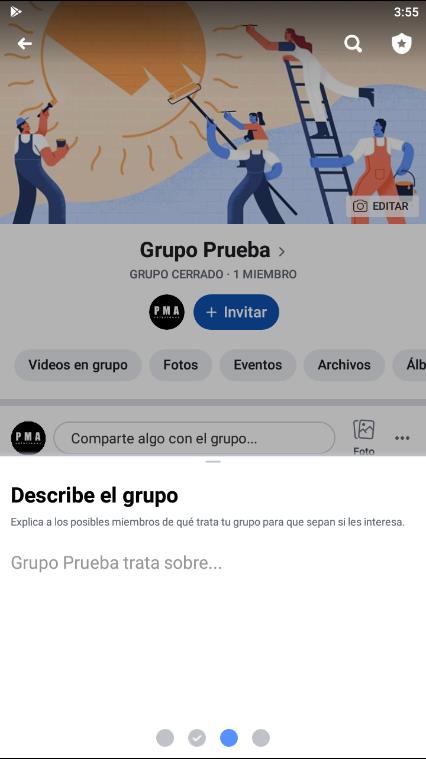 3:55
EDITAR
Grupo Prueba
GRUPO CERRADO · 1 MIEMBRO
PMA
+ Invitar
Videos en grupo
Fotos
Eventos
Archivos
Álb
PMA
Comparte algo con el grupo...
Foto
Describe el grupo
Explica a los posibles miembros de qué trata tu grupo para que sepan si les interesa.
Grupo Prueba trata sobre...